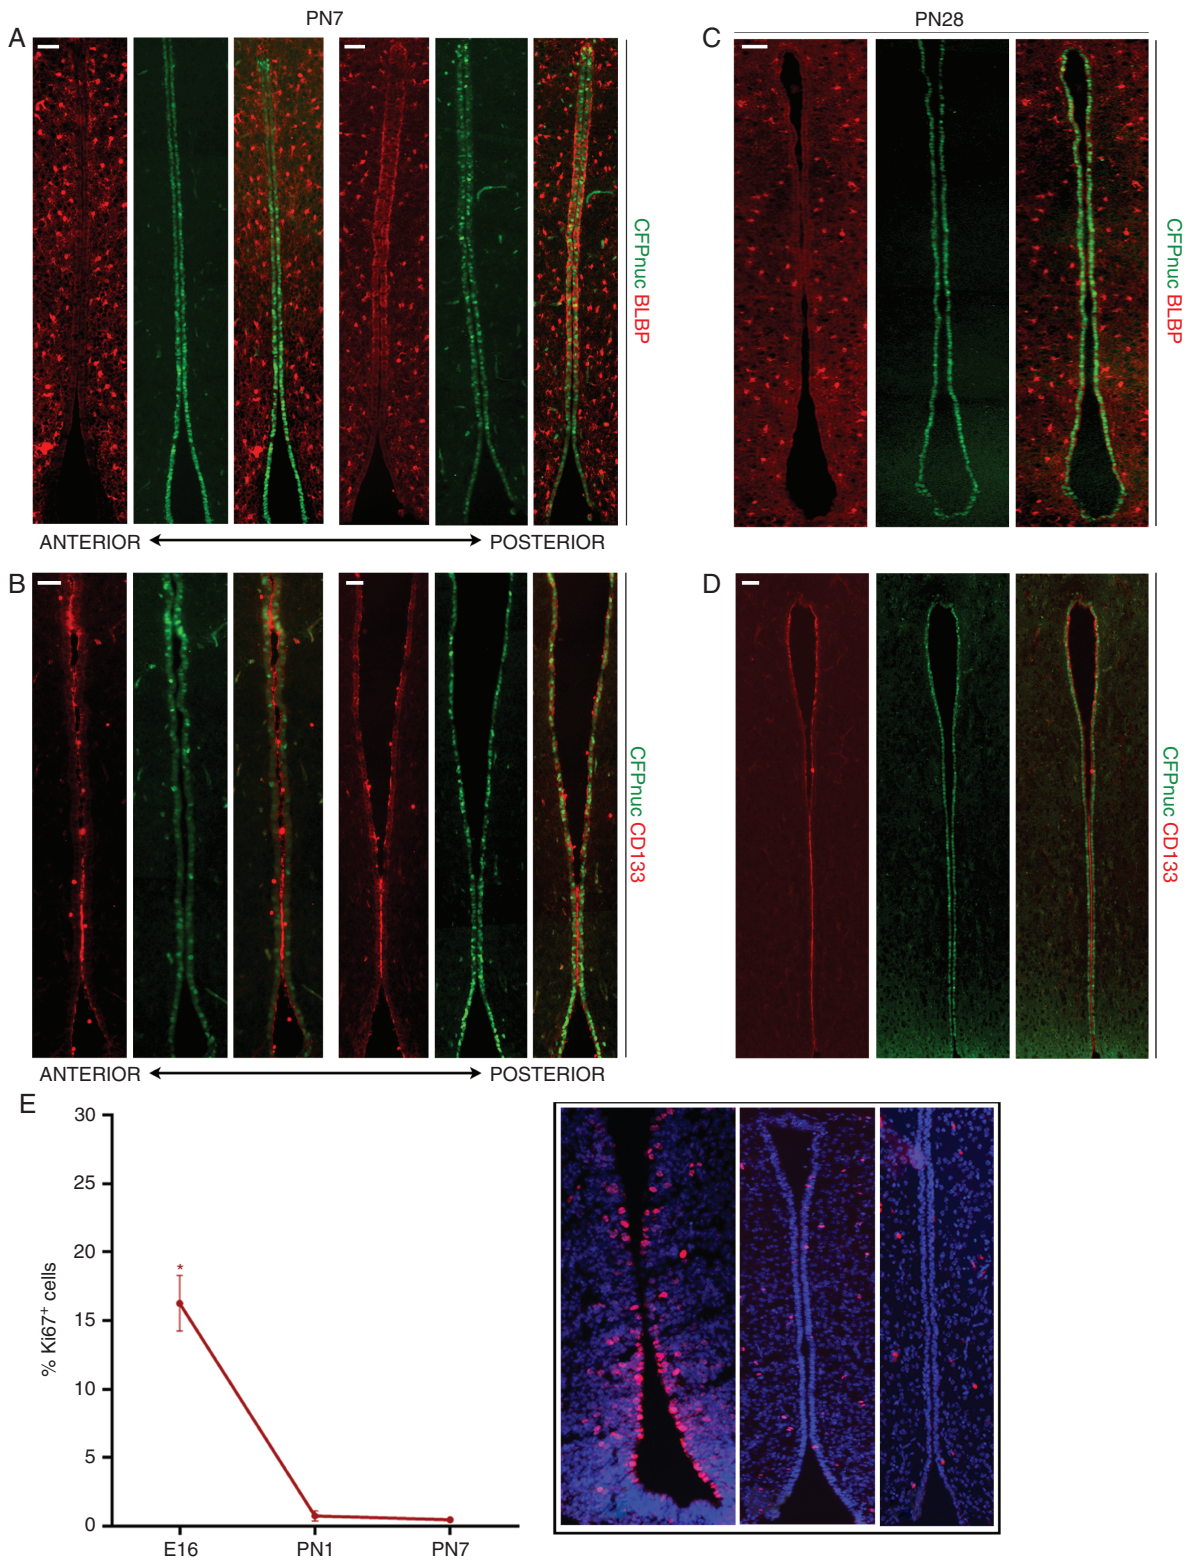 PN7
PN28
A
C
CFPnuc BLBP
CFPnuc BLBP
ANTERIOR
POSTERIOR
B
D
CFPnuc CD133
CFPnuc CD133
ANTERIOR
POSTERIOR
E
% Ki67+ cells
30
25
20
15
10
5
0
*
E16
PN1
PN7